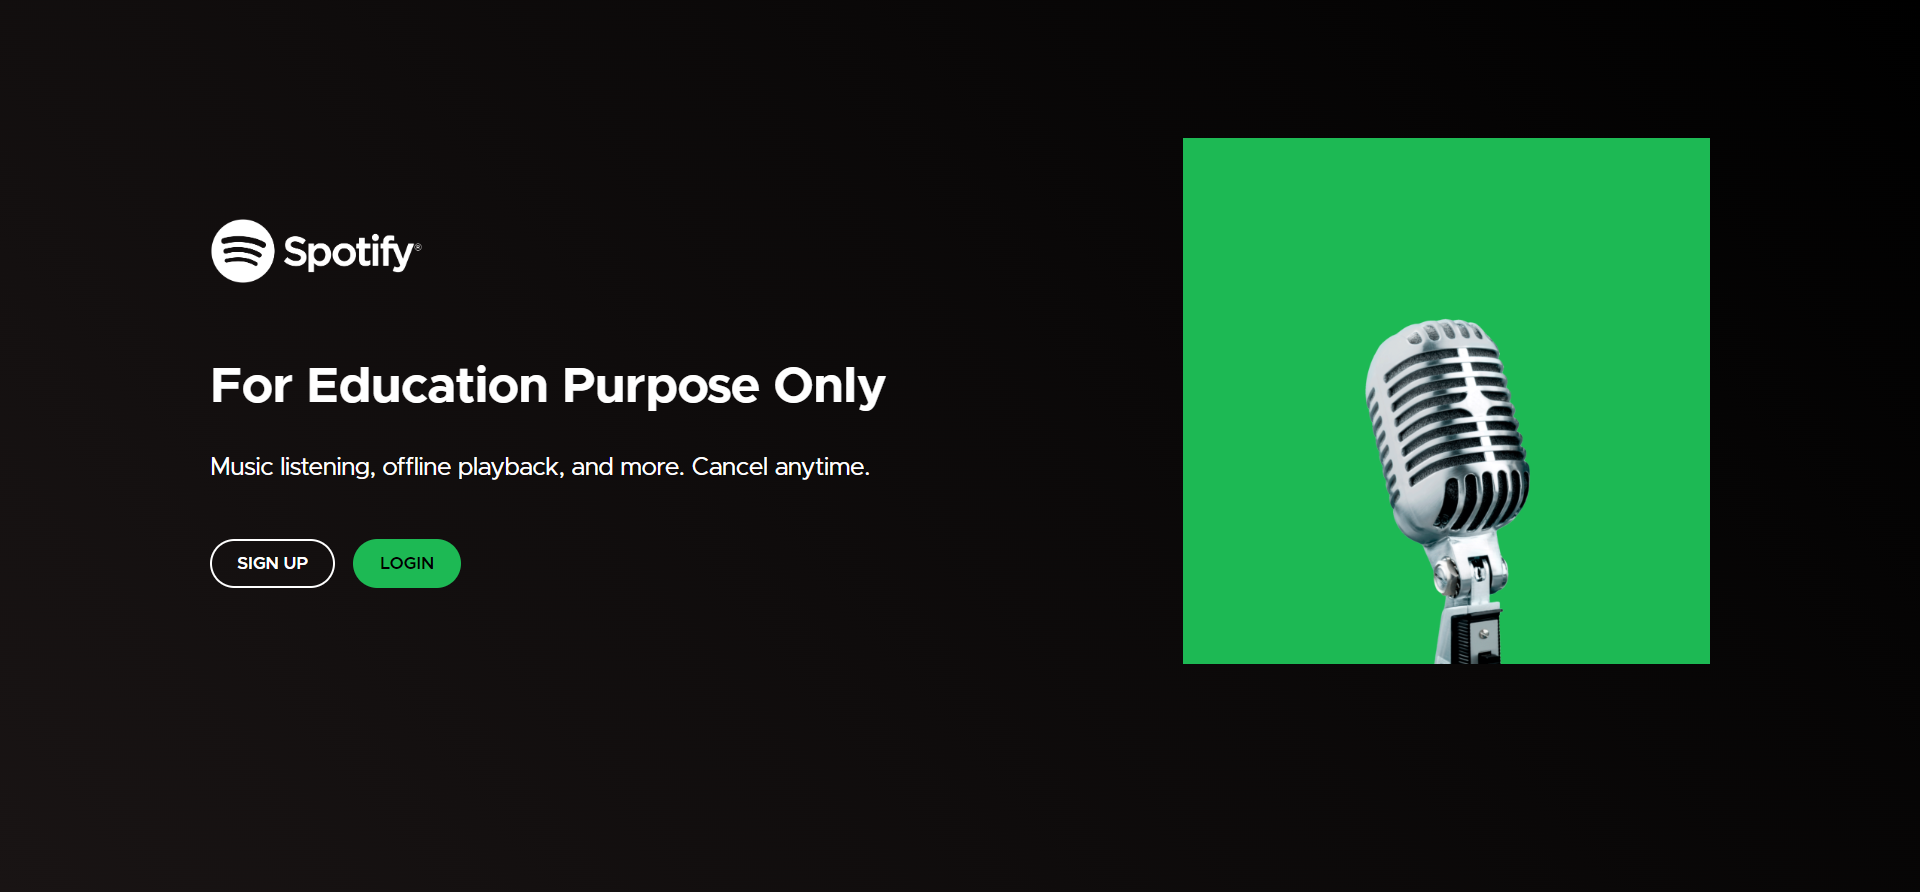 Spotify®
For Education Purpose Only
Music listening, offline playback, and more. Cancel anytime.
SIGN UP
LOGIN